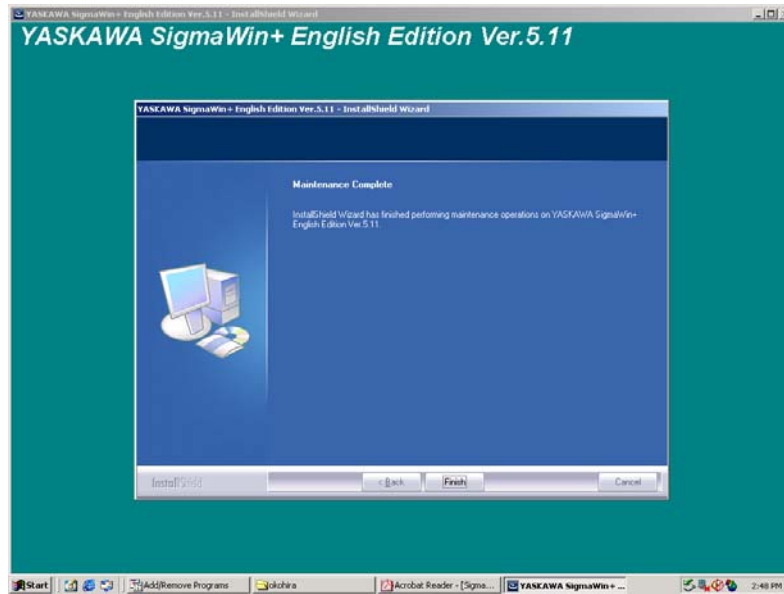 YASKAWA SigmaWin+ English Edition Ver.5.11 - InstallShield Wizard
YASKAWA SigmaWin+ English Edition Ver.5.11
YASKAWA SigmaWin+ English Edition Ver.5.11 - InstallShield Wizard
Maintenance Complete
InstallShield Wizard has finished performing maintenance operations on YASKAWA SigmaWin+
English Edition Ver.5.11.
InstallShield
< Back
Finish
Cancel
Start
Add/Remove Programs
okohira
Acrobat Reader - [Sigma...
YASKAWA SigmaWin+ ...
2:48 PM